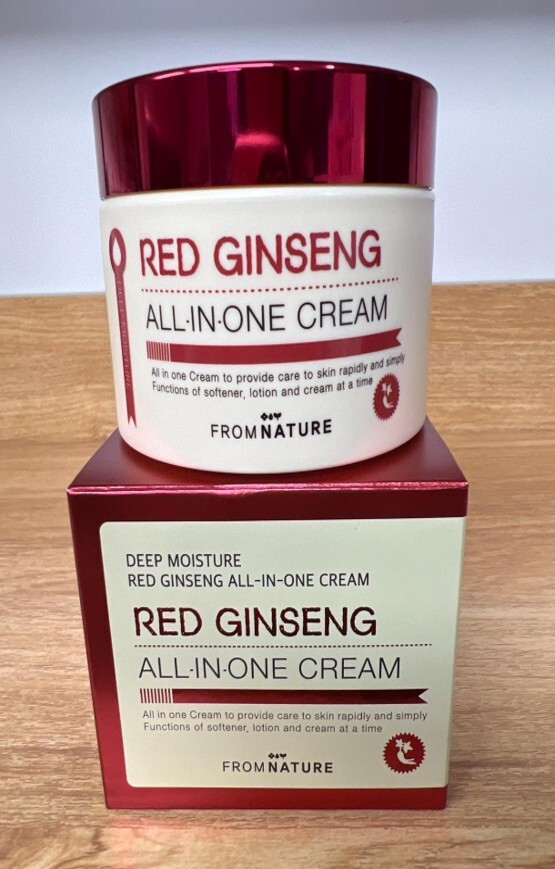 RED GINSENG
ALL·IN·ONE CREAM
All in one Cream to provide care to skin rapidly and simply
Functions of softener, lotion and cream at a time
FROMNATURE
DEEP MOISTURE
RED GINSENG ALL-IN-ONE CREAM
RED GINSENG
ALL·IN·ONE CREAM
All in one Cream to provide care to skin rapidly and simply
Functions of softener, lotion and cream at a time
FROMNATURE